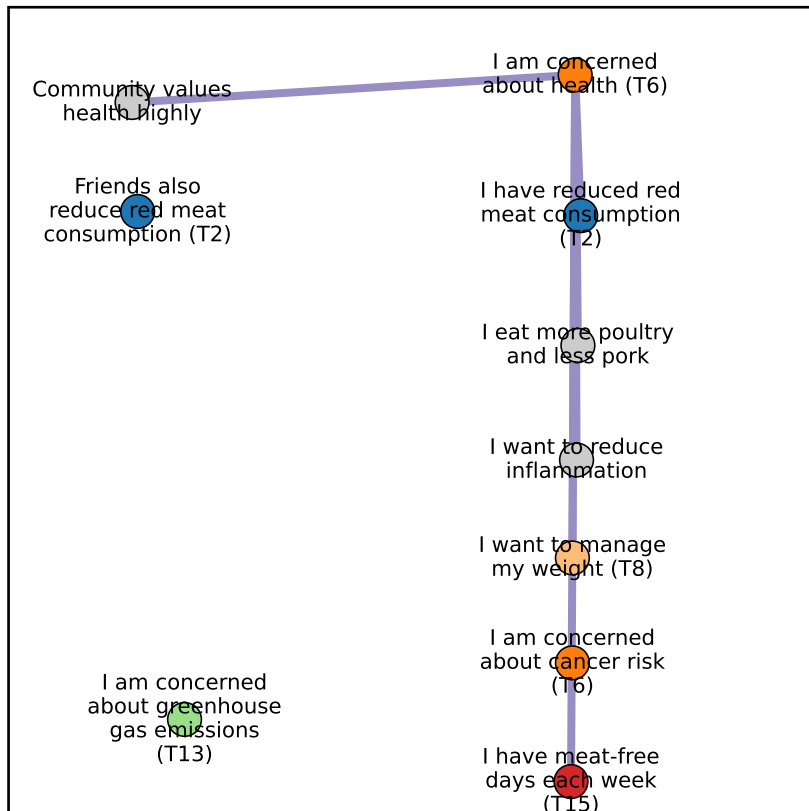 I am concerned
about health (T6)
Community values
health highly
Friends also
reduce red meat
consumption (T2)
I have reduced red
meat consumption
(T2)
I eat more poultry
and less pork
I want to reduce
inflammation
I want to manage
my weight (T8)
I am concerned
about cancer risk
(T6)
I am concerned
about greenhouse
gas emissions
(T13)
I have meat-free
days each week
(T15)